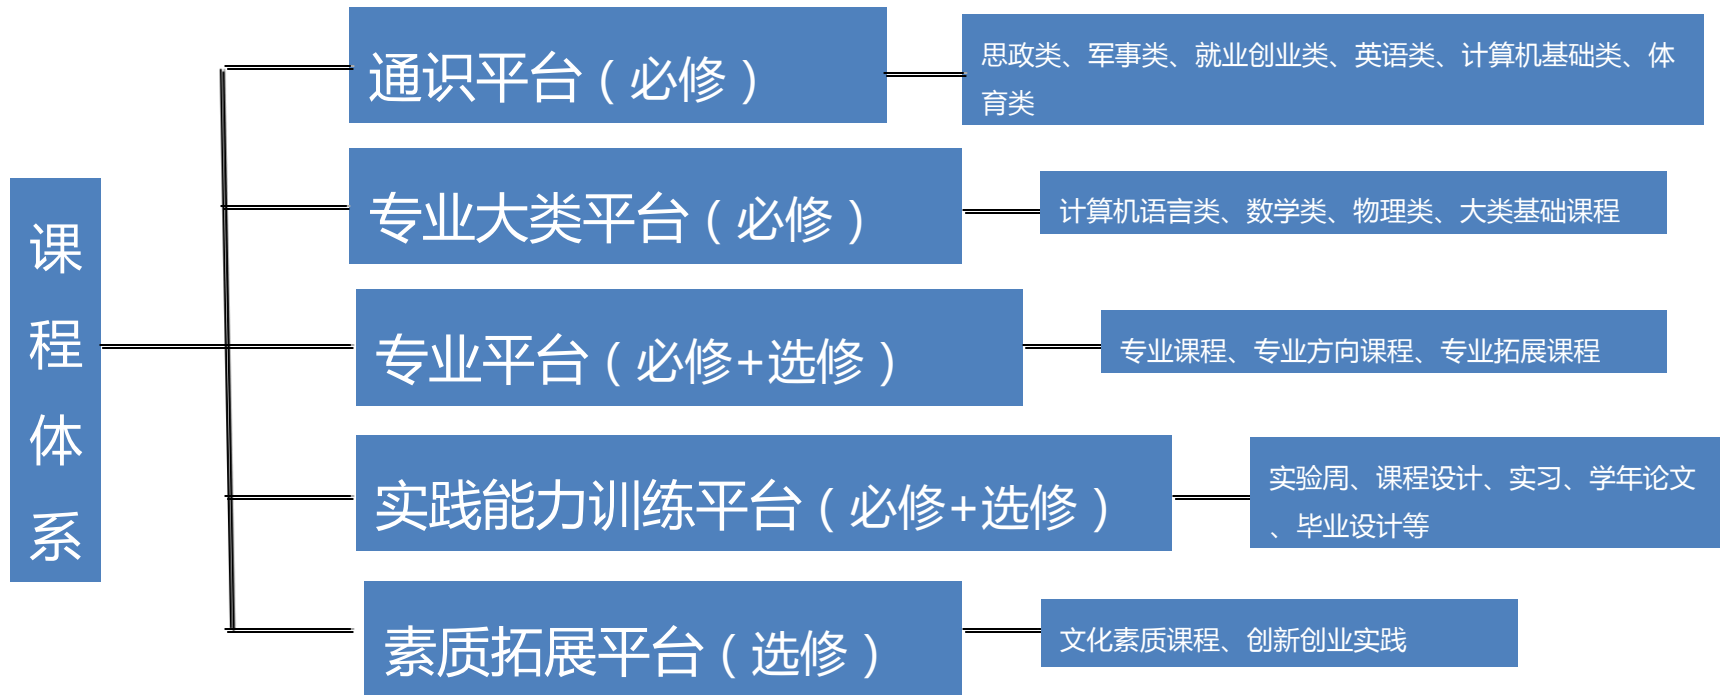 课
程
体
系
通识平台（必修）
思政类、军事类、就业创业类、英语类、计算机基础类、体
育类
专业大类平台（必修）
计算机语言类、数学类、物理类、大类基础课程
专业平台（必修+选修）
专业课程、专业方向课程、专业拓展课程
实践能力训练平台（必修+选修）
实验周、课程设计、实习、学年论文
、毕业设计等
素质拓展平台（选修）
文化素质课程、创新创业实践